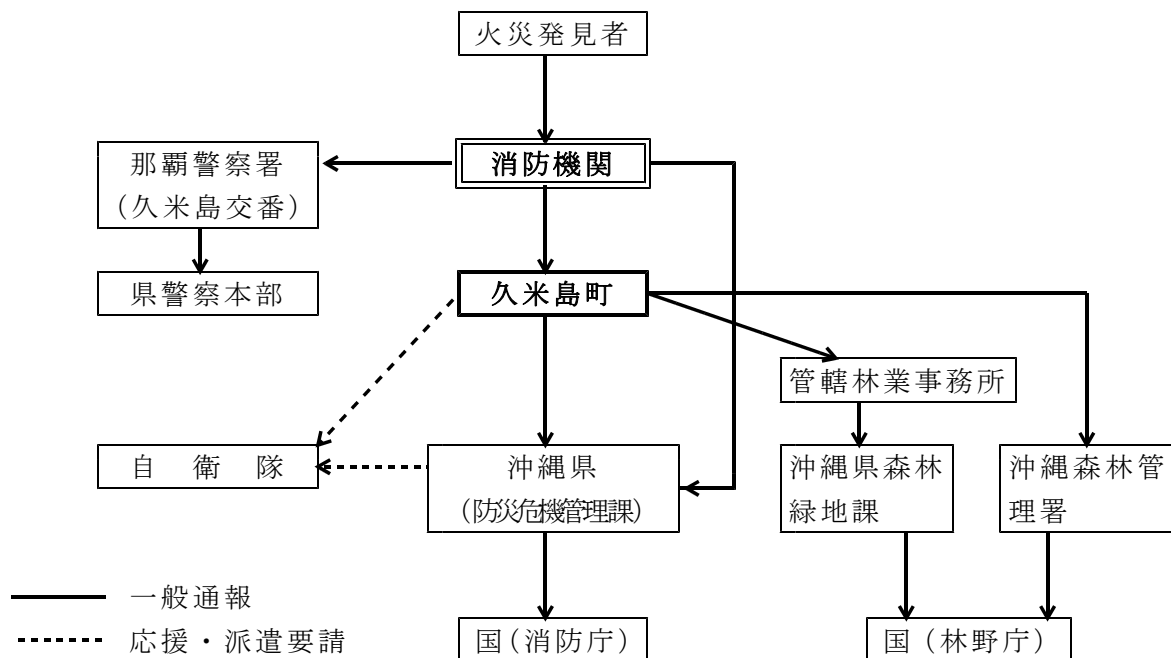 火災発見者
那覇警察署
(久米島交番)
消防機関
県警察本部
久米島町
管轄林業事務所
自 衛 隊
沖縄県
(防災危機管理課)
沖縄県森林
緑地課
沖縄森林管
理署
一般通報
応援・派遣要請
国(消防庁)
国(林野庁)